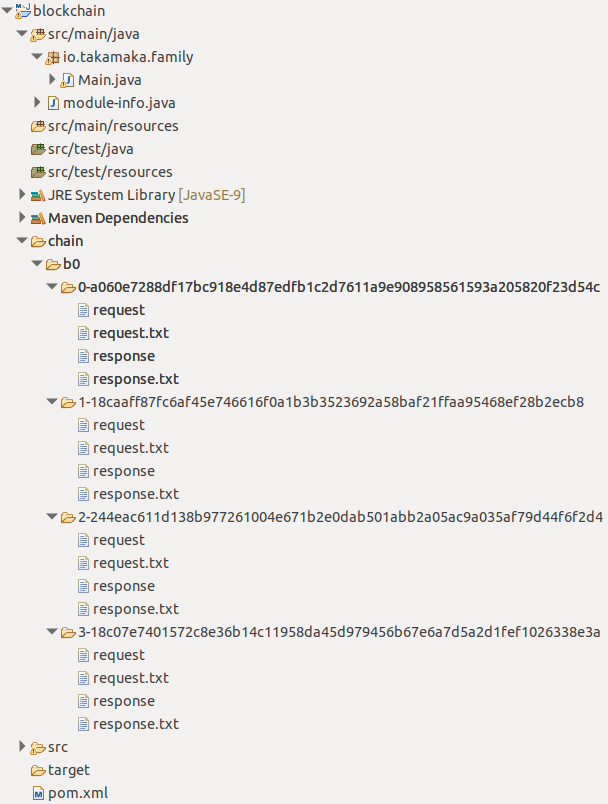 blockchain
src/main/java
io.takamaka.family
Main.java
module-info.java
src/main/resources
src/test/java
src/test/resources
JRE System Library [JavaSE-9]
Maven Dependencies
chain
b0
0-a060e7288df17bc918e4d87edfb1c2d7611a9e908958561593a205820f23d54c
request
request.txt
response
response.txt
1-18caaff87fc6af45e746616f0a1b3b3523692a58baf21ffaa95468ef28b2ecb8
request
request.txt
response
response.txt
2-244eac611d138b977261004e671b2e0dab501abb2a05ac9a035af79d44f6f2d4
request
request.txt
response
response.txt
3-18c07e7401572c8e36b14c11958da45d979456b67e6a7d5a2d1fef1026338e3a
request
request.txt
response
response.txt
src
target
pom.xml